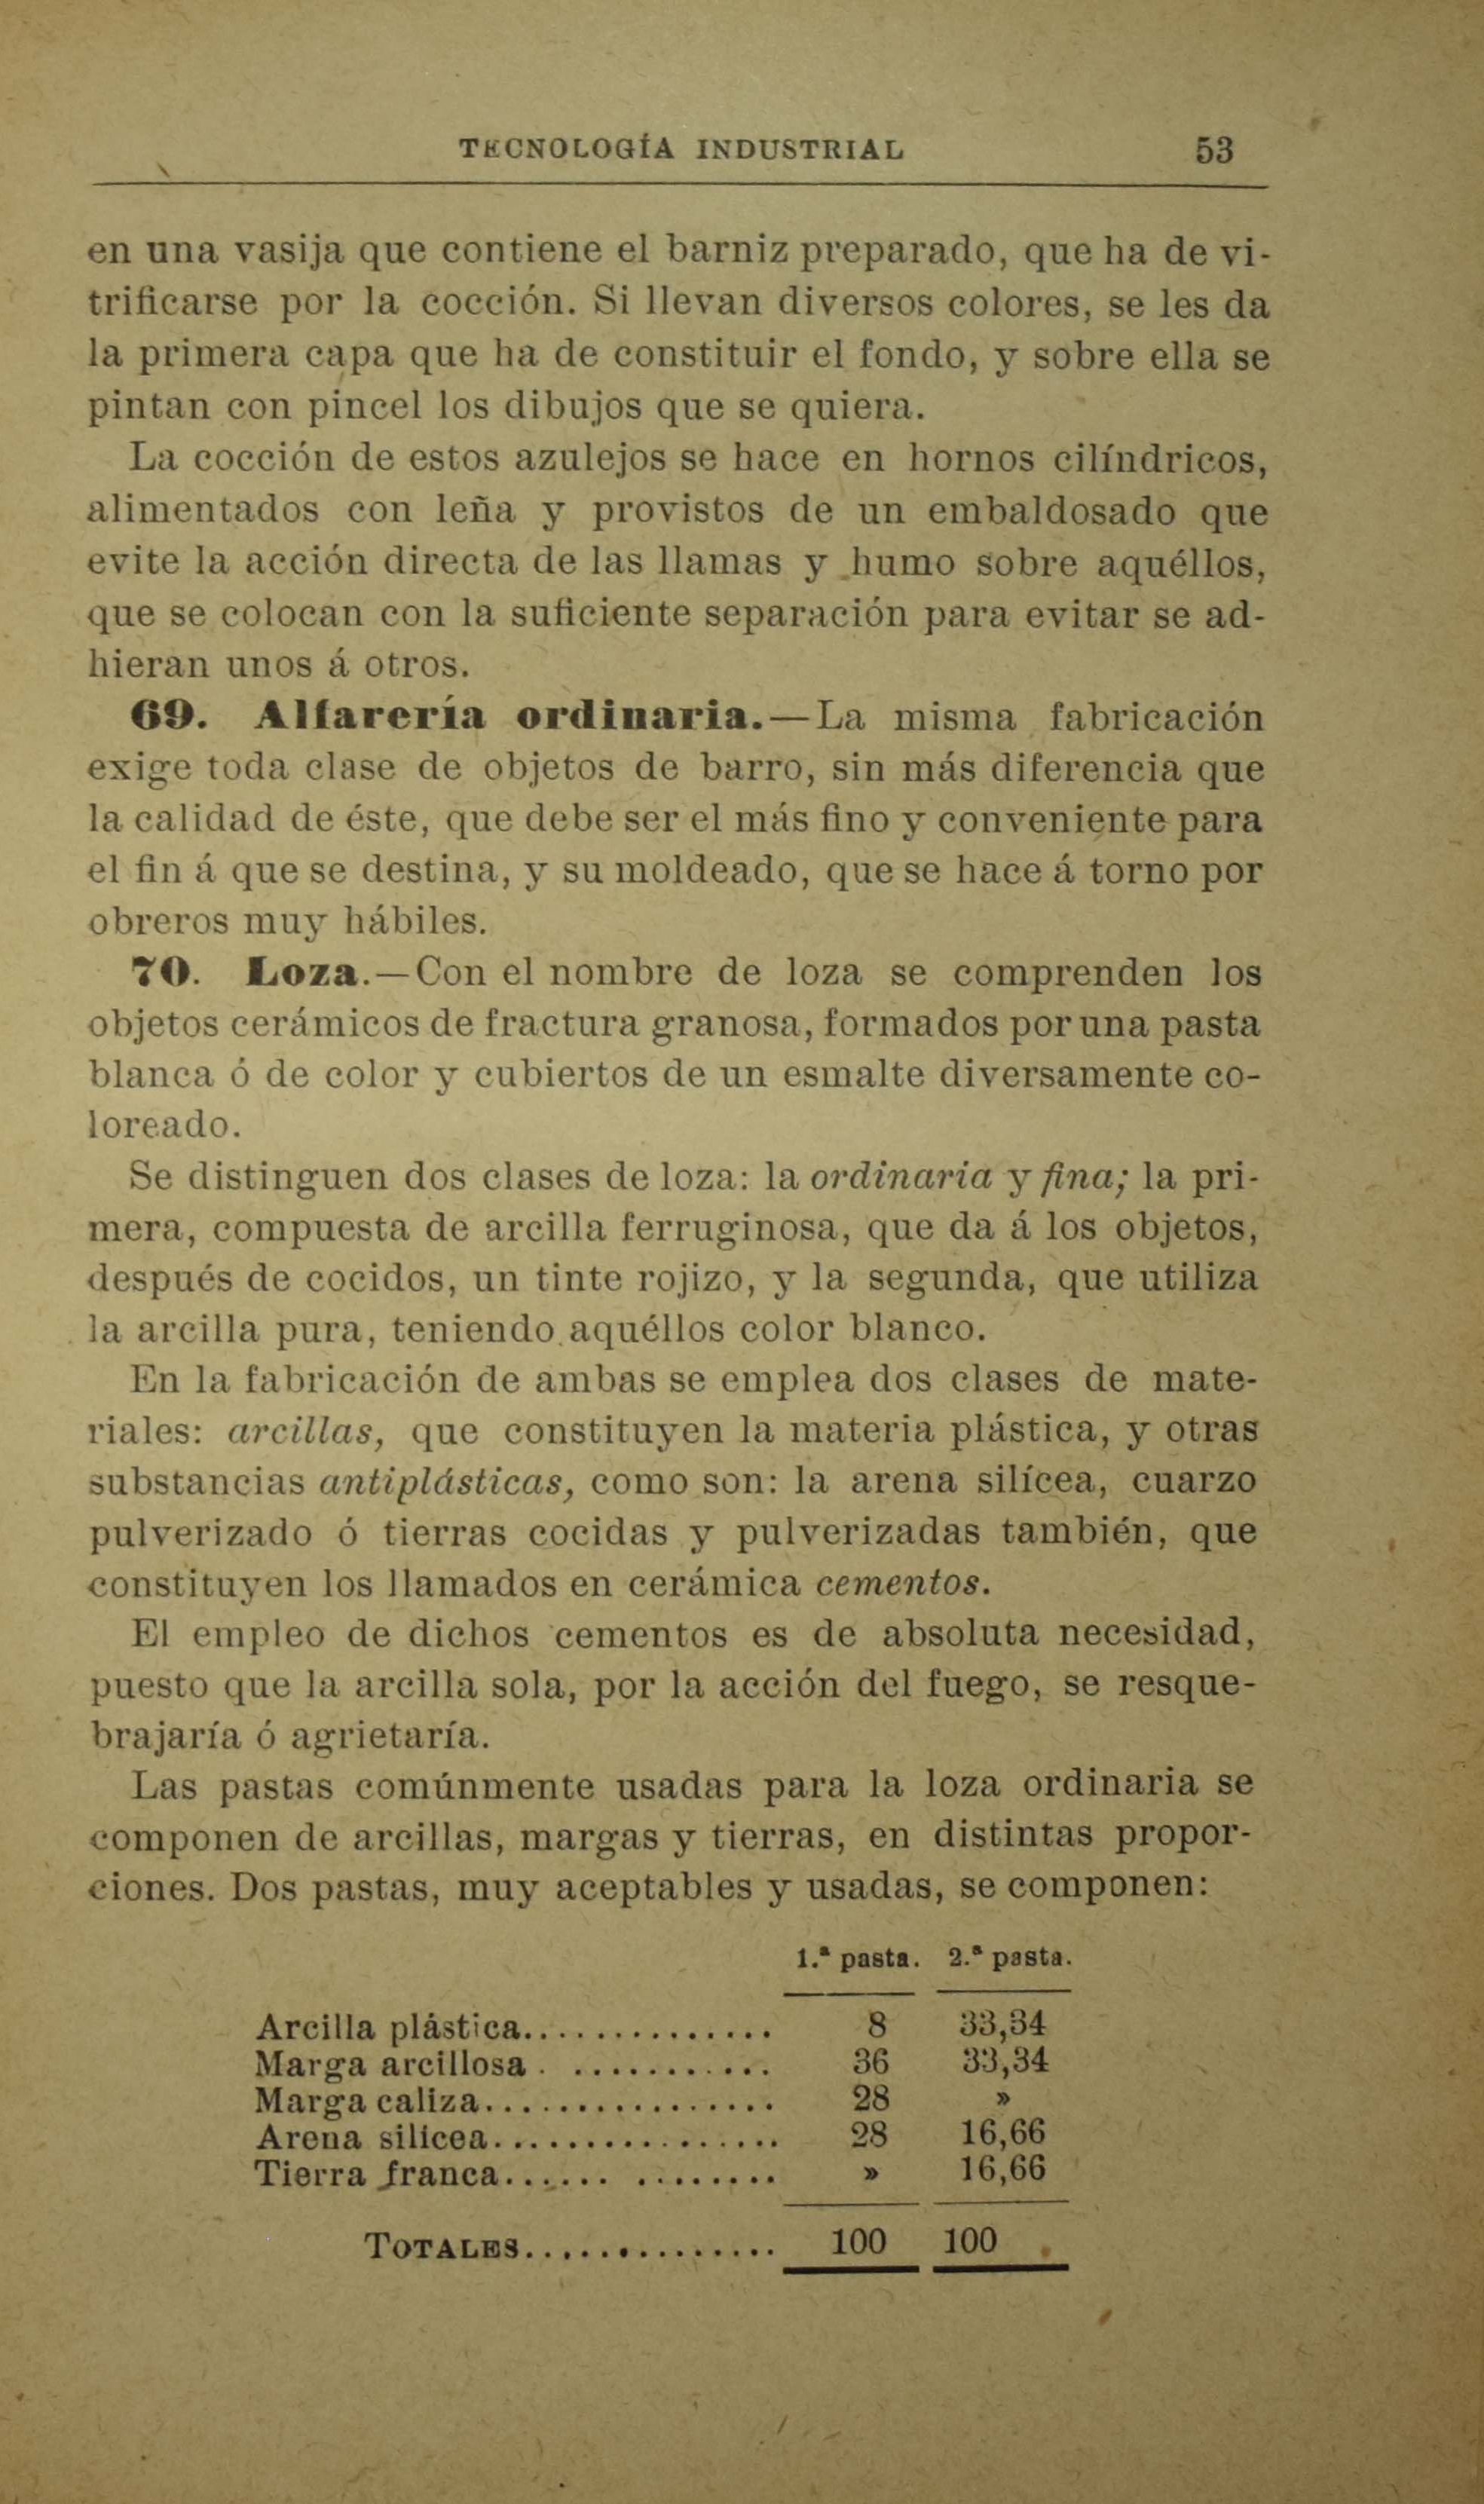 TECNOLOGÍA INDUSTRIAL 53
en una vasija que contiene el barniz preparado, que ha de vi-
trificarse por la cocción. Si llevan diversos colores, se les da
la primera capa que ha de constituir el fondo, y sobre ella se
pintan con pincel los dibujos que se quiera.
La cocción de estos azulejos se hace en hornos cilíndricos,
alimentados con leña y provistos de un embaldosado que
evite la acción directa de las llamas y humo sobre aquéllos,
que se colocan con la suficiente separación para evitar se ad-
hieran unos á otros.
69. Alfarería ordinaria.—La misma fabricación
exige toda clase de objetos de barro, sin más diferencia que
la calidad de éste, que debe ser el más fino y conveniente para
el fin á que se destina, y su moldeado, que se hace á torno por
obreros muy hábiles.
70. Loza.—Con el nombre de loza se comprenden los
objetos cerámicos de fractura granosa, formados por una pasta
blanca ó de color y cubiertos de un esmalte diversamente co-
loreado.
Se distinguen dos clases de loza: la ordinaria y fina; la pri-
mera, compuesta de arcilla ferruginosa, que da á los objetos,
después de cocidos, un tinte rojizo, y la segunda, que utiliza
la arcilla pura, teniendo aquéllos color blanco.
En la fabricación de ambas se emplea dos clases de mate-
riales: arcillas, que constituyen la materia plástica, y otras
substancias antiplásticas, como son: la arena silícea, cuarzo
pulverizado ó tierras cocidas y pulverizadas también, que
constituyen los llamados en cerámica cementos.
El empleo de dichos cementos es de absoluta necesidad,
puesto que la arcilla sola, por la acción del fuego, se resque-
brajaría ó agrietaría.
Las pastas comúnmente usadas para la loza ordinaria se
componen de arcillas, margas y tierras, en distintas propor-
ciones. Dos pastas, muy aceptables y usadas, se componen:
1.ª pasta. 2.ª pasta.
Arcilla plástica............... 8 33,34
Marga arcillosa . ........... 36 33,34
Marga caliza................ 28 »
Arena silícea................ 28 16,66
Tierra franca...... ........ » 16,66
TOTALES.............. 100 100